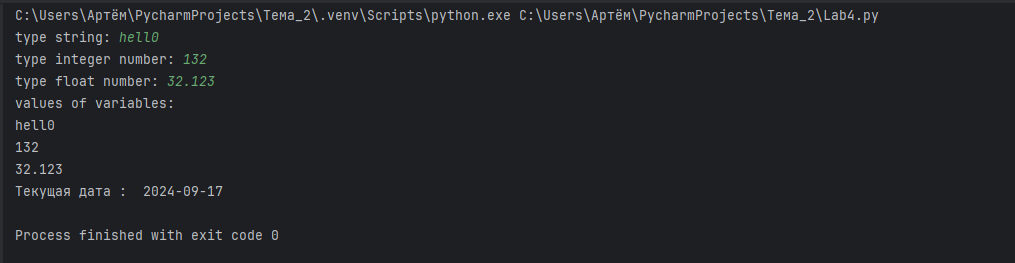 C:\Users\Артём\PycharmProjects\Тема_2\.venv\Scripts\python.exe C:\Users\Артём\PycharmProjects\Тема_2\Lab4.py
type string: hell0
type integer number: 132
type float number: 32.123
values of variables:
hell0
132
32.123
Текущая дата :  2024-09-17
Process finished with exit code 0